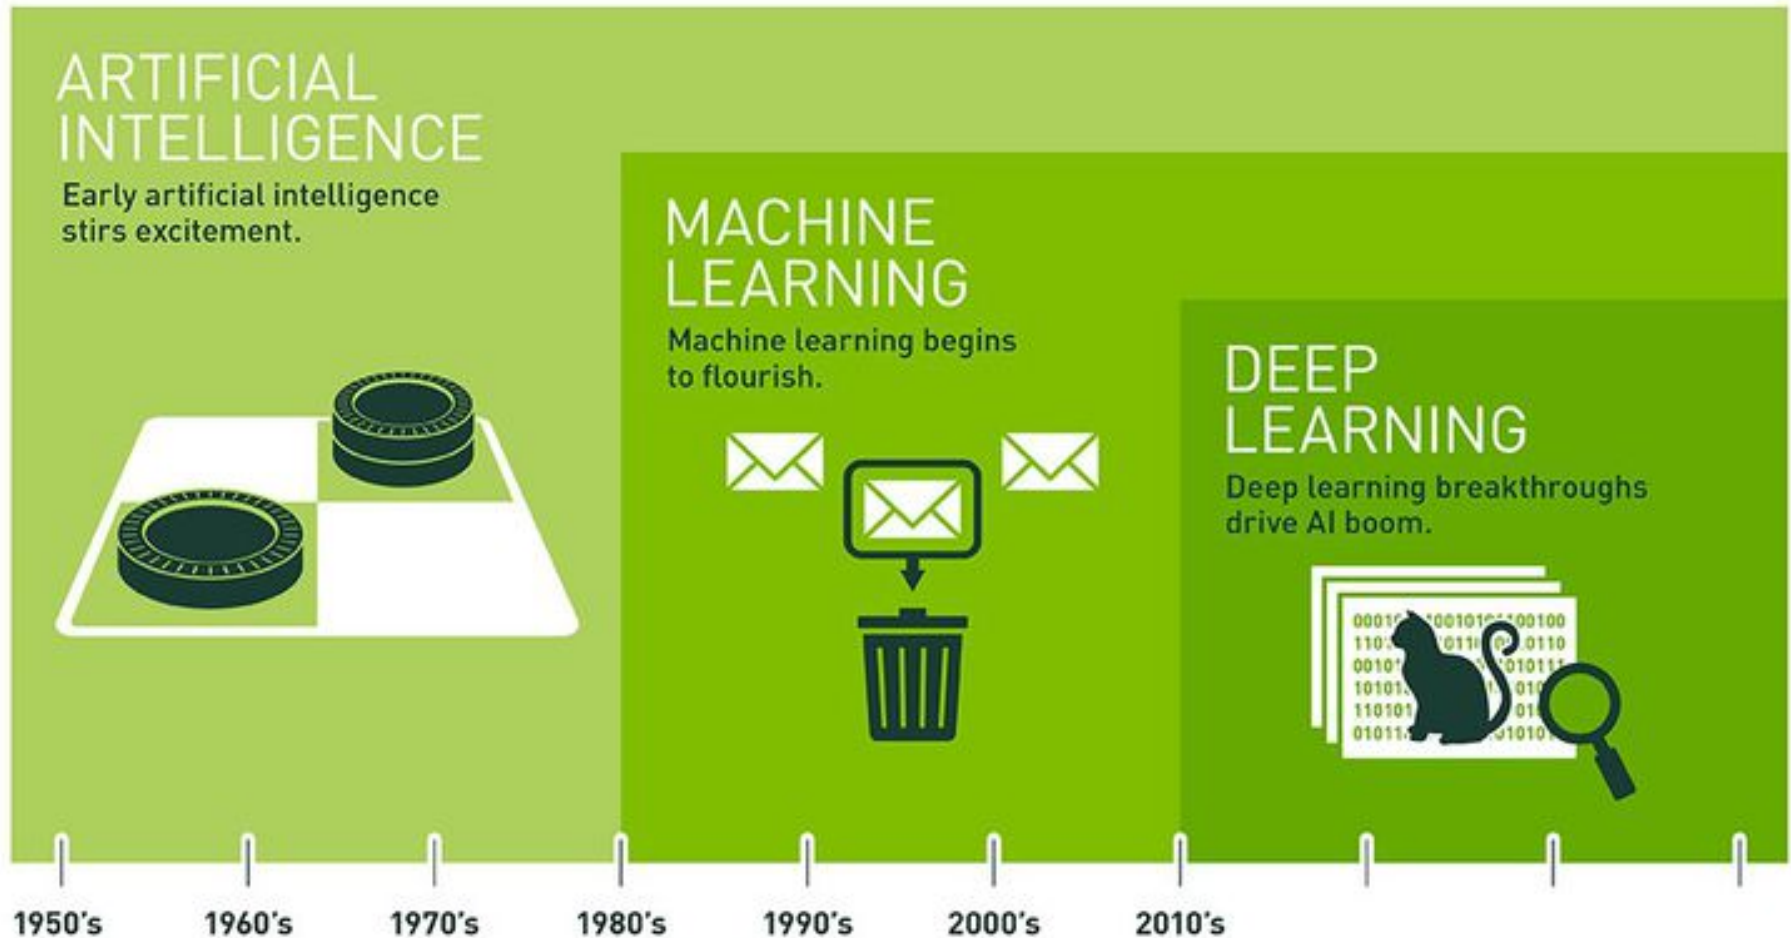 ARTIFICIAL
INTELLIGENCE
Early artificial intelligence
stirs excitement.
MACHINE
LEARNING
Machine learning begins
to flourish.
DEEP
LEARNING
Deep learning breakthroughs
drive AI boom.
1950's 1960's 1970's 1980's 1990's 2000's 2010's